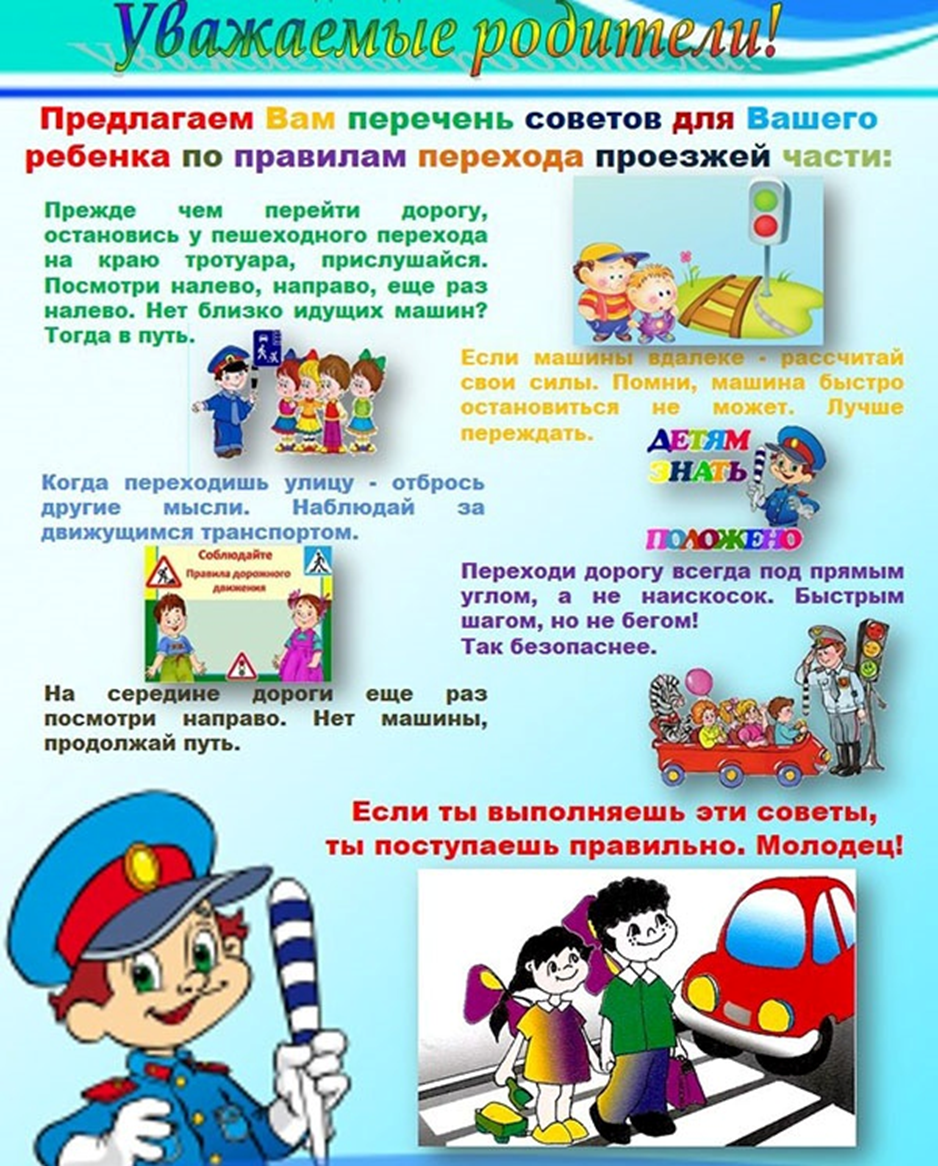 Уважаемые родители!
Предлагаем Вам перечень советов для Вашего
ребенка по правилам перехода проезжей части:
Прежде чем перейти дорогу,
остановись у пешеходного перехода
на краю тротуара, прислушайся.
Посмотри налево, направо, еще раз
налево. Нет близко идущих машин?
Тогда в путь.
Если машины вдалеке - рассчитай
свои силы. Помни, машина быстро
остановиться не может. Лучше
переждать.
ДЕТЯМ
ЗНАТЬ
ПОЛОЖЕНО
Когда переходишь улицу - отбрось
другие мысли. Наблюдай за
движущимся транспортом.
Соблюдайте
Правила дорожного
движения
Переходи дорогу всегда под прямым
углом, а не наискосок. Быстрым
шагом, но не бегом!
Так безопаснее.
На середине дороги еще раз
посмотри направо. Нет машины,
продолжай путь.
Если ты выполняешь эти советы,
ты поступаешь правильно. Молодец!